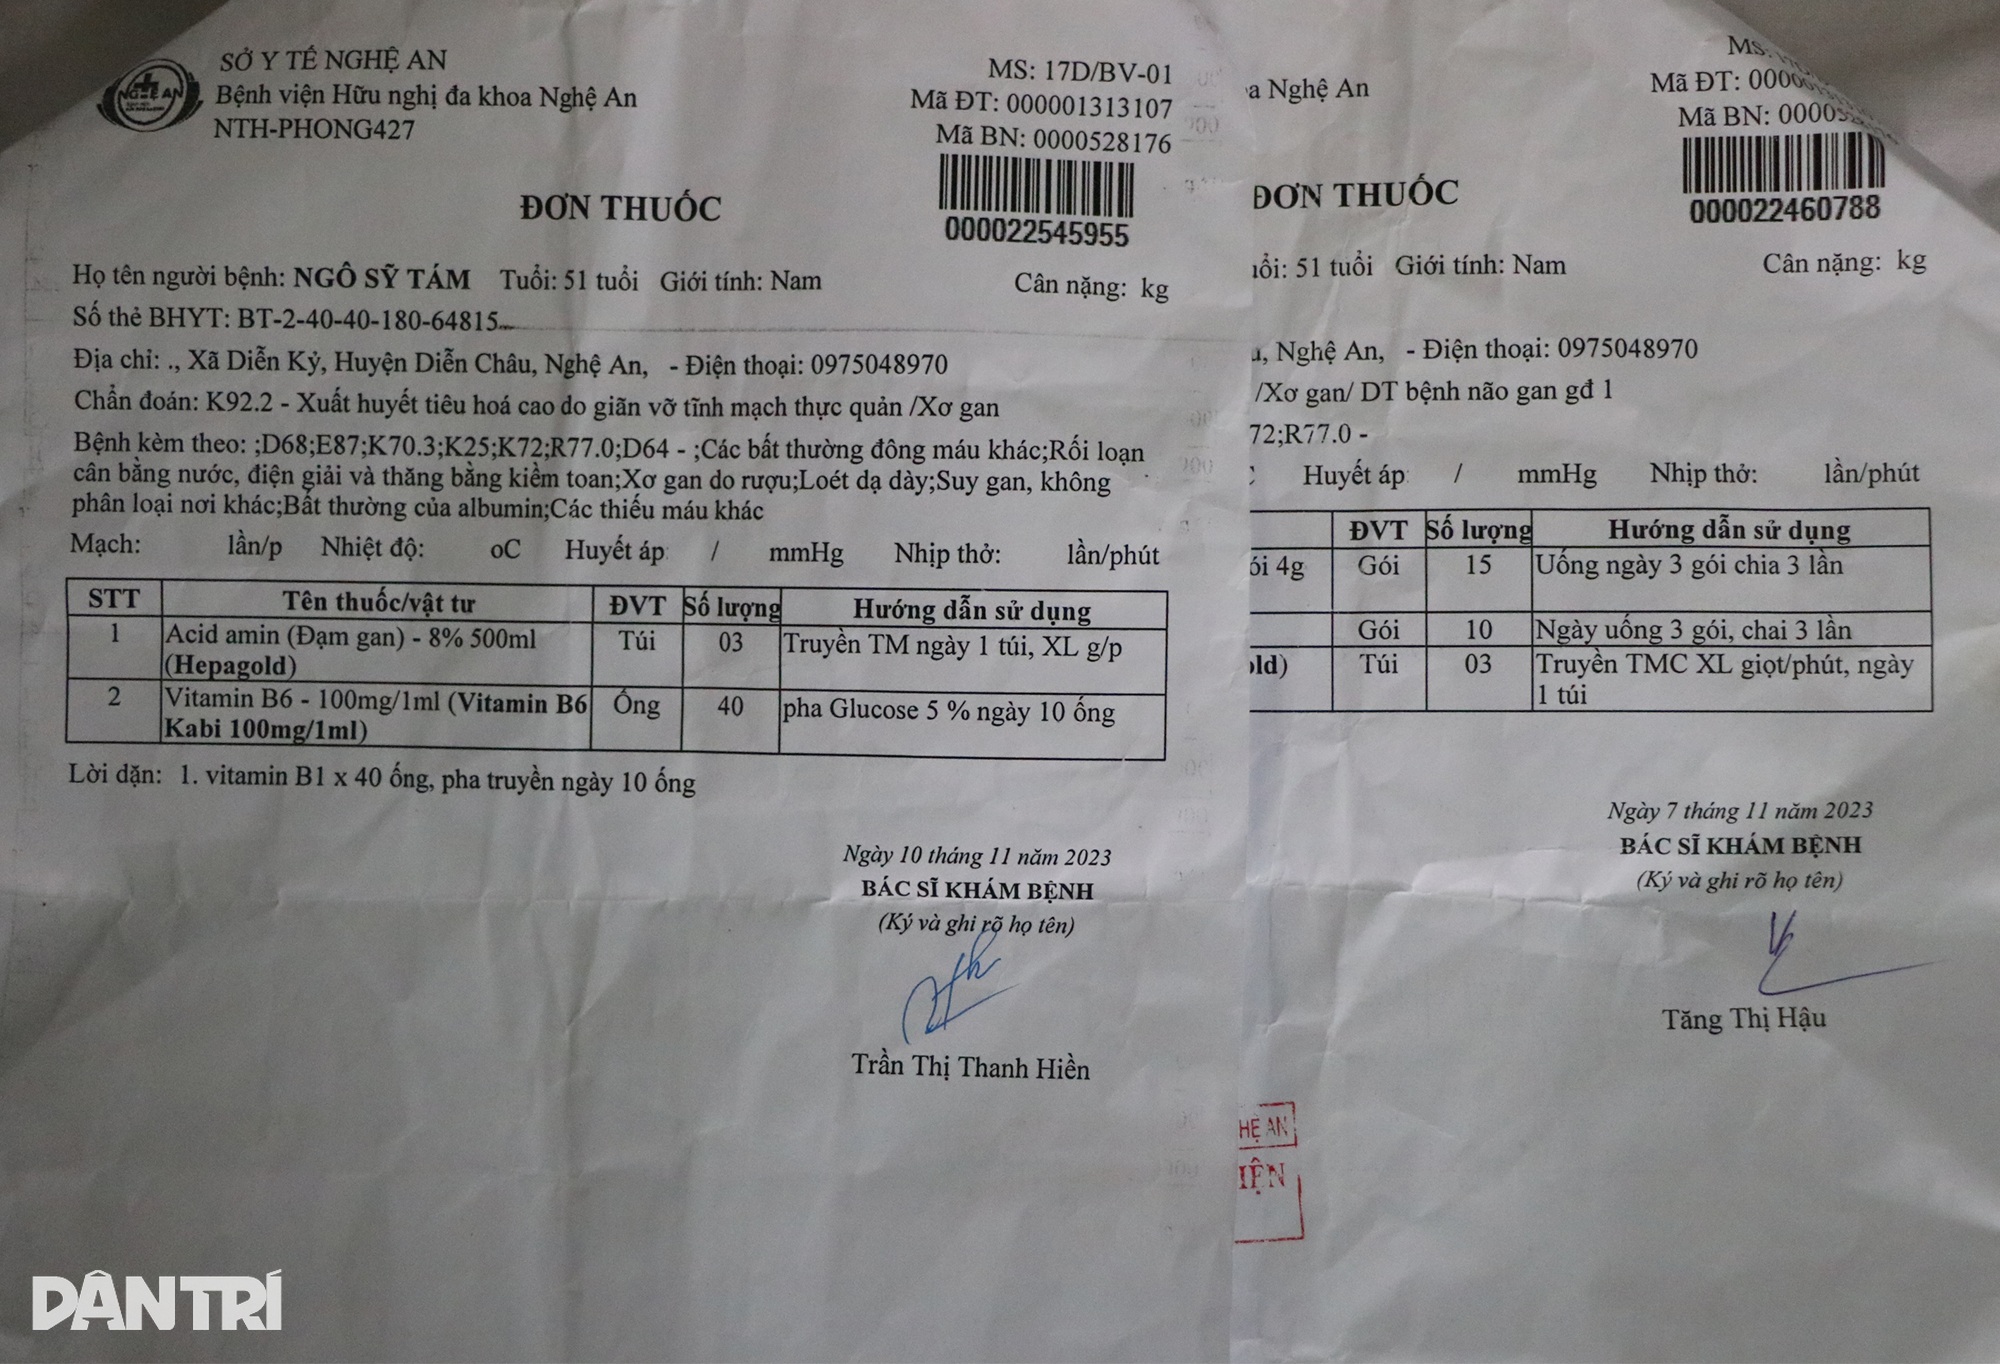 SỞ Y TẾ NGHỆ AN
Bệnh viện Hữu nghị đa khoa Nghệ An
NTH-PHONG427
MS: 17D/BV-01
Mã ĐT: 000001313107
Mã BN: 0000528176
000022545955
ĐƠN THUỐC
Họ tên người bệnh: NGÔ SỸ TÁM Tuổi: 51 tuổi Giới tính: Nam Cân nặng: kg
Số thẻ BHYT: BT-2-40-40-180-64815
Địa chỉ: ., Xã Diễn Kỷ, Huyện Diễn Châu, Nghệ An, - Điện thoại: 0975048970
Chẩn đoán: K92.2 - Xuất huyết tiêu hoá cao do giãn vỡ tĩnh mạch thực quản /Xơ gan
Bệnh kèm theo: ;D68;E87;K70.3;K25;K72;R77.0;D64 - ;Các bất thường đông máu khác;Rối loạn
cân bằng nước, điện giải và thăng bằng kiềm toan;Xơ gan do rượu;Loét dạ dày;Suy gan, không
phân loại nơi khác;Bất thường của albumin;Các thiếu máu khác
Mạch: lần/p Nhiệt độ: oC Huyết áp: / mmHg Nhịp thở: lần/phút
STT Tên thuốc/vật tư ĐVT Số lượng Hướng dẫn sử dụng
1 Acid amin (Đạm gan) - 8% 500ml Túi 03 Truyền TM ngày 1 túi, XL g/p
(Hepagold)
2 Vitamin B6 - 100mg/1ml (Vitamin B6 Ống 40 pha Glucose 5 % ngày 10 ống
Kabi 100mg/1ml)
Lời dặn: 1. vitamin B1 x 40 ống, pha truyền ngày 10 ống
Ngày 10 tháng 11 năm 2023
BÁC SĨ KHÁM BỆNH
(Ký và ghi rõ họ tên)
Trần Thị Thanh Hiền
a Nghệ An
MS:
Mã ĐT: 0000
Mã BN: 0000
000022460788
ĐƠN THUỐC
uổi: 51 tuổi Giới tính: Nam Cân nặng: kg
u, Nghệ An, - Điện thoại: 0975048970
/Xơ gan/ DT bệnh não gan gđ 1
72;R77.0 -
Huyết áp / mmHg Nhịp thở: lần/phút
ĐVT Số lượng Hướng dẫn sử dụng
ói 4g Gói 15 Uống ngày 3 gói chia 3 lần
Gói 10 Ngày uống 3 gói, chai 3 lần
old) Túi 03 Truyền TMC XL giọt/phút, ngày
1 túi
Ngày 7 tháng 11 năm 2023
BÁC SĨ KHÁM BỆNH
(Ký và ghi rõ họ tên)
Tăng Thị Hậu
HỆ AN
IỆN
DÂN TRÍ